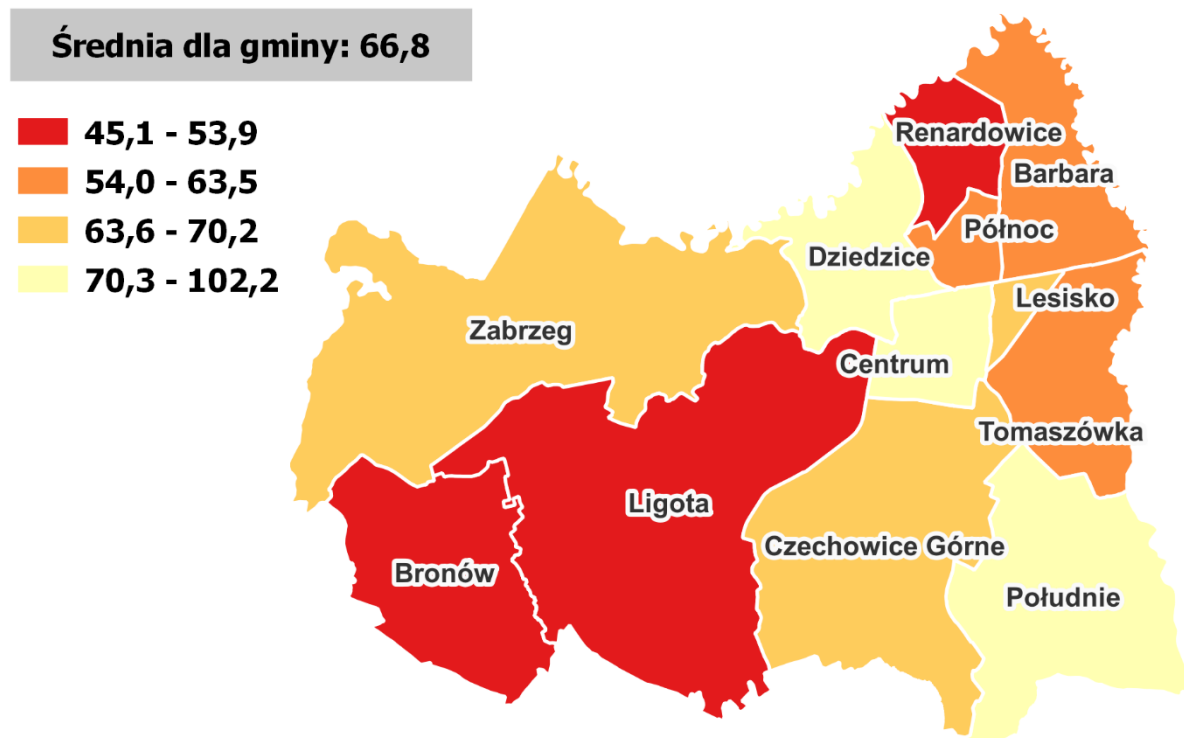 Średnia dla gminy: 66,8
45,1 - 53,9
54,0 - 63,5
63,6 - 70,2
70,3 - 102,2
Renardowice
Barbara
Północ
Dziedzice
Lesisko
Zabrzeg
Centrum
Tomaszówka
Ligota
Czechowice Górne
Bronów
Południe